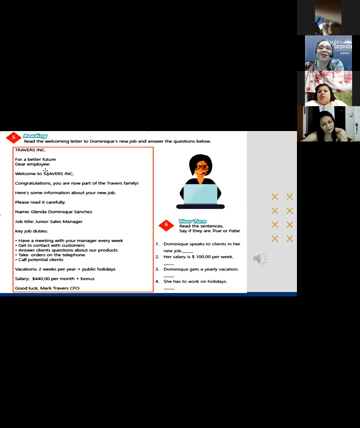 Reading
Read the welcoming letter to Dominique's new job and answer the questions below.
TRAVERS INC.
For a better future
Dear employee:
Welcome to TRAVERS INC.
Congratulations, you are now part of the Travers family!
Here's some information about your new job,
Please read it carefully.
Name: Glenda Dominique Sánchez
Job title: Junior Sales Manager
Key job duties:
• Have a meeting with your manager every week
• Get in contact with customers
• Answer clients questions about our products
• Take orders on the telephone
• Call potential clients
Vacations: 2 weeks per year + public holidays
Salary: $440,00 per month + bonus
Good luck, Mark Travers CFO.
Your Turn
Read the sentences.
Say if they are True or False
1. Dominique speaks to clients in her
new job.____
2. Her salary is $ 100.00 per week.
____
3. Dominique gets a yearly vacation.
____
4. She has to work on holidays.
____